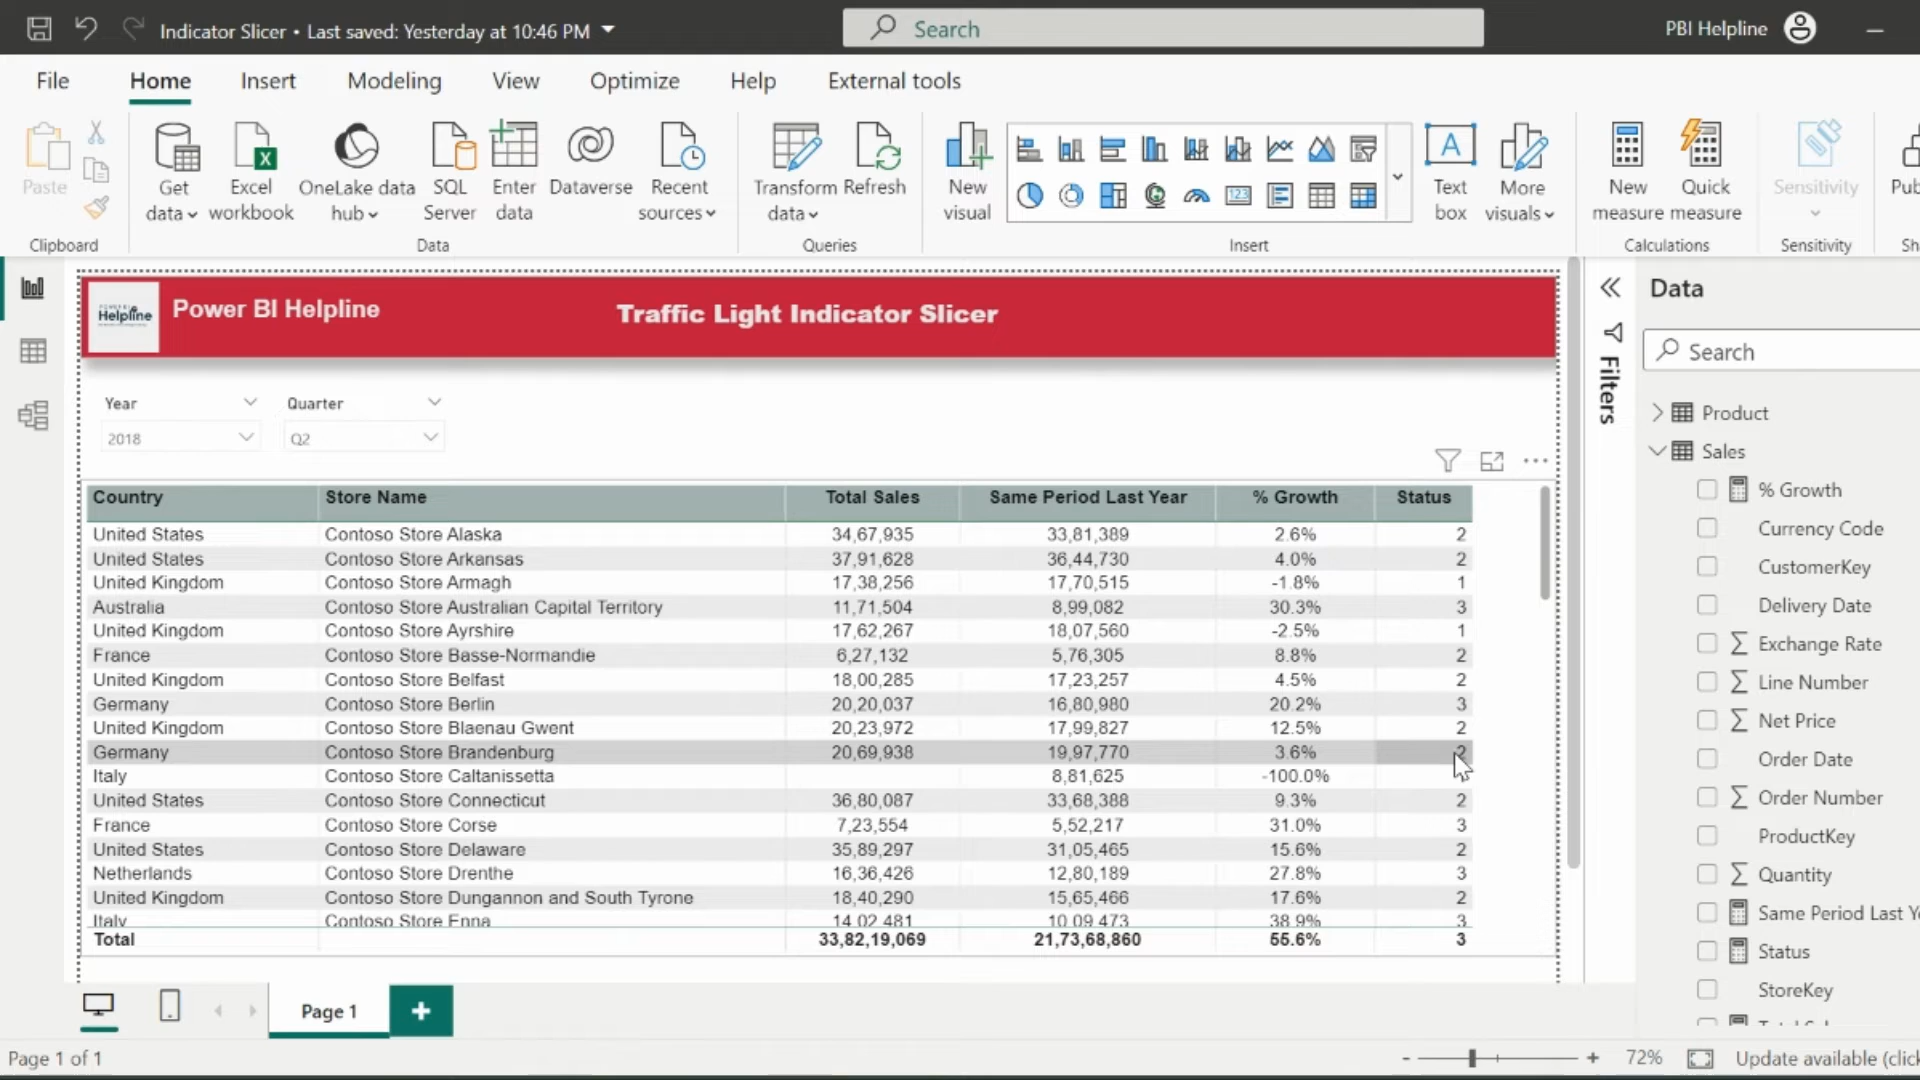 Indicator Slicer • Last saved: Yesterday at 10:46 PM
Search
PBI Helpline
File Home Insert Modeling View Optimize Help External tools
Paste
Get data
Excel workbook
OneLake data hub
SQL Server
Enter data
Dataverse
Recent sources
Transform data
Refresh
New visual
123
A
Text box
More visuals
New measure
Quick measure
Sensitivity
Clipboard
Data
Queries
Insert
Calculations
Sensitivity
Helpline
Power BI Helpline
Traffic Light Indicator Slicer
Year
Quarter
2018
Q2
Country Store Name Total Sales Same Period Last Year % Growth Status
United States Contoso Store Alaska 34,67,935 33,81,389 2.6% 2
United States Contoso Store Arkansas 37,91,628 36,44,730 4.0% 2
United Kingdom Contoso Store Armagh 17,38,256 17,70,515 -1.8% 1
Australia Contoso Store Australian Capital Territory 11,71,504 8,99,082 30.3% 3
United Kingdom Contoso Store Ayrshire 17,62,267 18,07,560 -2.5% 1
France Contoso Store Basse-Normandie 6,27,132 5,76,305 8.8% 2
United Kingdom Contoso Store Belfast 18,00,285 17,23,257 4.5% 2
Germany Contoso Store Berlin 20,20,037 16,80,980 20.2% 3
United Kingdom Contoso Store Blaenau Gwent 20,23,972 17,99,827 12.5% 2
Germany Contoso Store Brandenburg 20,69,938 19,97,770 3.6% 2
Italy Contoso Store Caltanissetta 8,81,625 -100.0%
United States Contoso Store Connecticut 36,80,087 33,68,388 9.3% 2
France Contoso Store Corse 7,23,554 5,52,217 31.0% 3
United States Contoso Store Delaware 35,89,297 31,05,465 15.6% 2
Netherlands Contoso Store Drenthe 16,36,426 12,80,189 27.8% 3
United Kingdom Contoso Store Dungannon and South Tyrone 18,40,290 15,65,466 17.6% 2
Italy Contoso Store Enna 14,02,481 10,09,473 38.9% 3
Total 33,82,19,069 21,73,68,860 55.6% 3
Filters
Data
Search
Product
Sales
% Growth
Currency Code
CustomerKey
Delivery Date
Exchange Rate
Line Number
Net Price
Order Date
Order Number
ProductKey
Quantity
Same Period Last
Status
StoreKey
Page 1
Page 1 of 1
72%
Update available